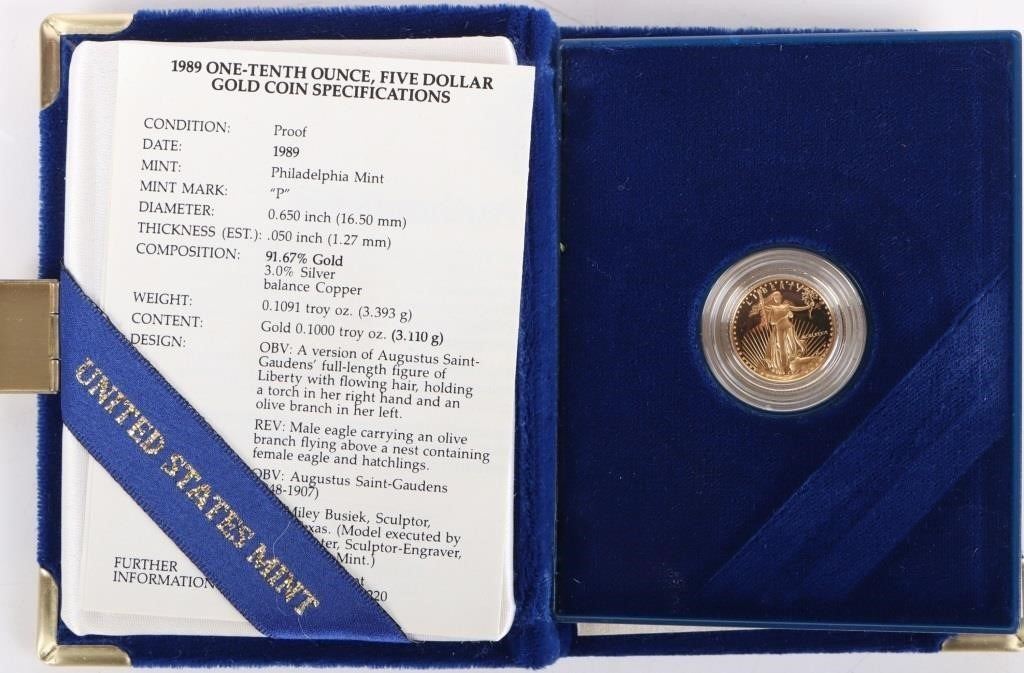 1989 ONE-TENTH OUNCE, FIVE DOLLAR
GOLD COIN SPECIFICATIONS
CONDITION: Proof
DATE: 1989
MINT: Philadelphia Mint
MINT MARK: “P”
DIAMETER: 0.650 inch (16.50 mm)
THICKNESS (EST.): .050 inch (1.27 mm)
COMPOSITION: 91.67% Gold
3.0% Silver
balance Copper
WEIGHT: 0.1091 troy oz. (3.393 g)
CONTENT: Gold 0.1000 troy oz. (3.110 g)
DESIGN: OBV: A version of Augustus Saint-
Gaudens' full-length figure of
Liberty with flowing hair, holding
a torch in her right hand and an
olive branch in her left.
REV: Male eagle carrying an olive
branch flying above a nest containing
female eagle and hatchlings.
OBV: Augustus Saint-Gaudens
48-1907)
Miley Busiek, Sculptor,
xas. (Model executed by
ter, Sculptor-Engraver,
Mint.)
FURTHER
INFORMATION
220
UNITED STATES MINT
LIBERTY